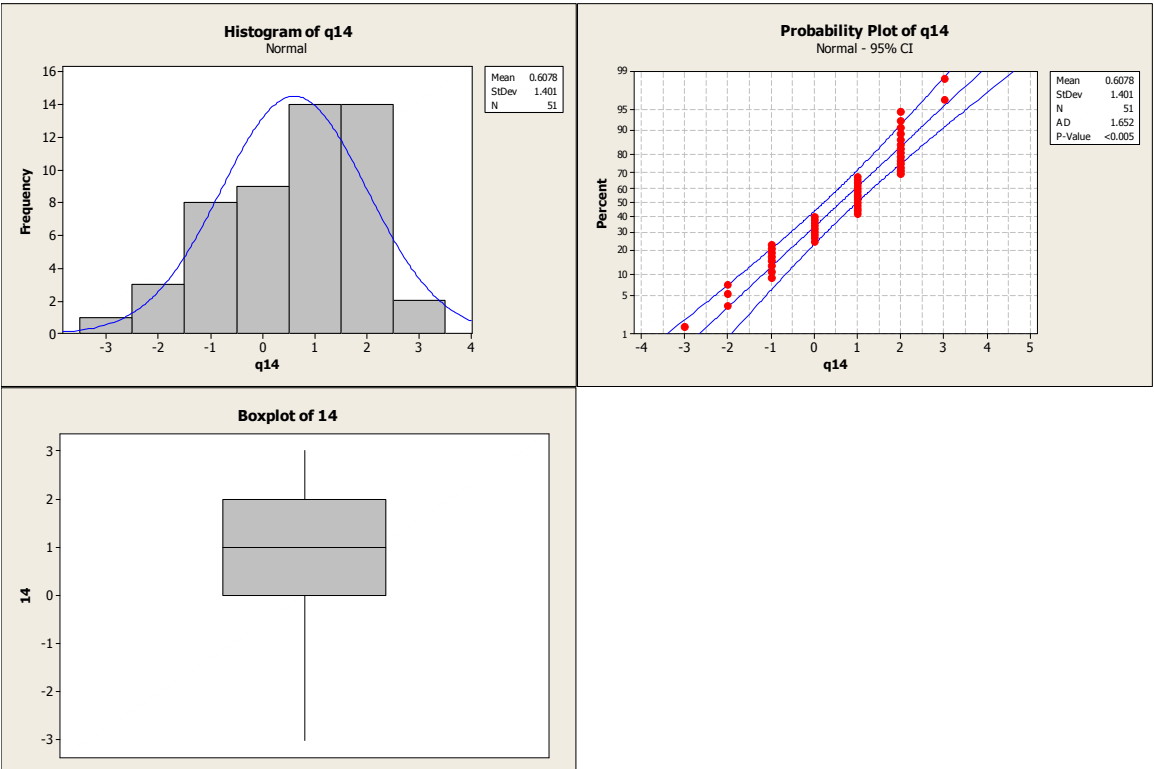 Histogram of q14
Normal
Mean 0.6078
StDev 1.401
N 51
16
14
12
10
8
6
4
2
0
Frequency
-3 -2 -1 0 1 2 3 4
q14
Probability Plot of q14
Normal - 95% CI
Mean 0.6078
StDev 1.401
N 51
AD 1.652
P-Value <0.005
99
95
90
80
70
60
50
40
30
20
10
5
1
Percent
-4 -3 -2 -1 0 1 2 3 4 5
q14
Boxplot of 14
3
2
1
0
-1
-2
-3
14